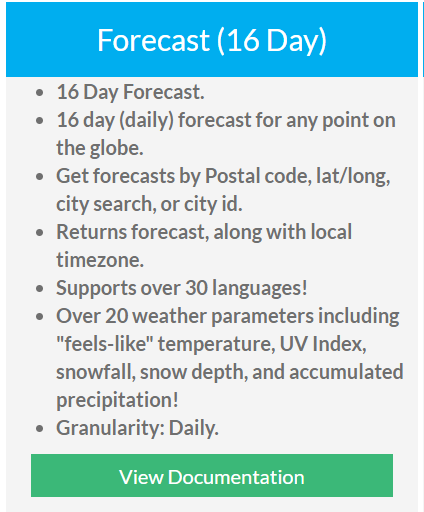 Forecast (16 Day)
• 16 Day Forecast.
• 16 day (daily) forecast for any point on
the globe.
• Get forecasts by Postal code, lat/long,
city search, or city id.
• Returns forecast, along with local
timezone.
• Supports over 30 languages!
• Over 20 weather parameters including
"feels-like" temperature, UV Index,
snowfall, snow depth, and accumulated
precipitation!
• Granularity: Daily.
View Documentation